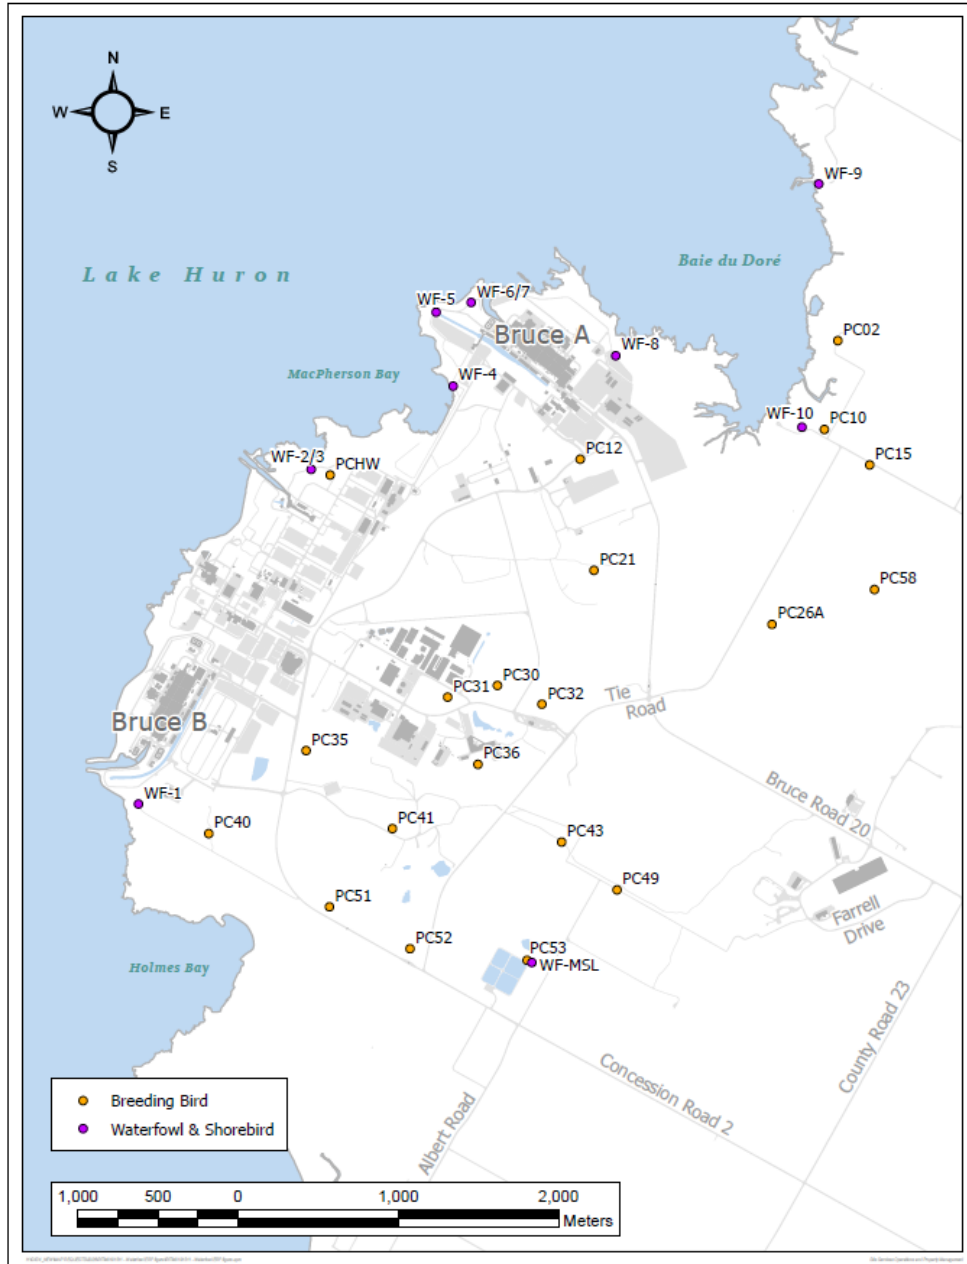 N
W E
S
WF-9
Lake Huron
Baie du Doré
WF-6/7
WF-5
Bruce A
PC02
WF-8
MacPherson Bay
WF-4
WF-10
PC10
PC12
WF-2/3
PCHW
PC15
PC21
PC58
PC26A
PC30
PC31
PC32
Tie
Road
Bruce B
PC35
PC36
Bruce Road 20
WF-1
PC40
PC41
PC43
PC49
Farrell
Drive
PC51
PC52
PC53
WF-MSL
Holmes Bay
County Road 23
Concession Road 2
Albert Road
Breeding Bird
Waterfowl & Shorebird
1,000 500 0 1,000 2,000
Meters